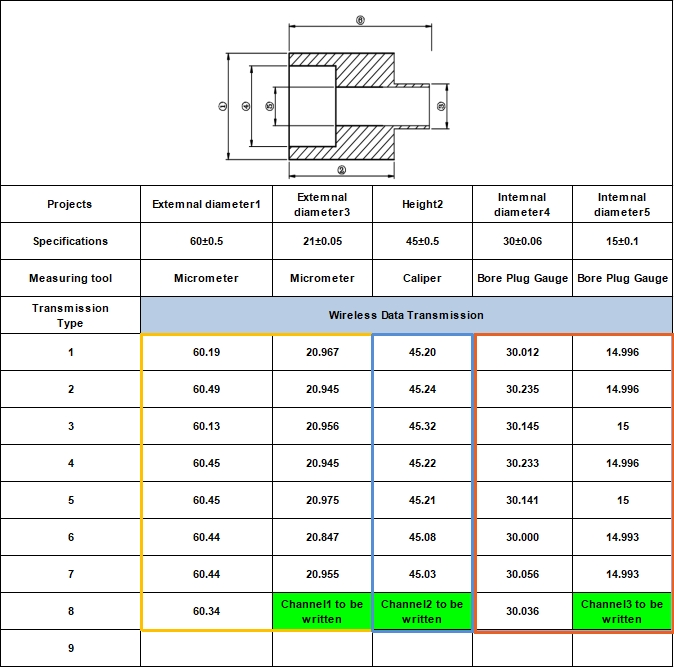 ⑥
① ④ ⑤ ③
②
Projects Extemnal diameter1 Extemnal diameter3 Height2 Intemnal diameter4 Intemnal diameter5
Specifications 60±0.5 21±0.05 45±0.5 30±0.06 15±0.1
Measuring tool Micrometer Micrometer Caliper Bore Plug Gauge Bore Plug Gauge
Transmission Type Wireless Data Transmission
1 60.19 20.967 45.20 30.012 14.996
2 60.49 20.945 45.24 30.235 14.996
3 60.13 20.956 45.32 30.145 15
4 60.45 20.945 45.22 30.233 14.996
5 60.45 20.975 45.21 30.141 15
6 60.44 20.847 45.08 30.000 14.993
7 60.44 20.955 45.03 30.056 14.993
8 60.34 Channel1 to be written Channel2 to be written 30.036 Channel3 to be written
9